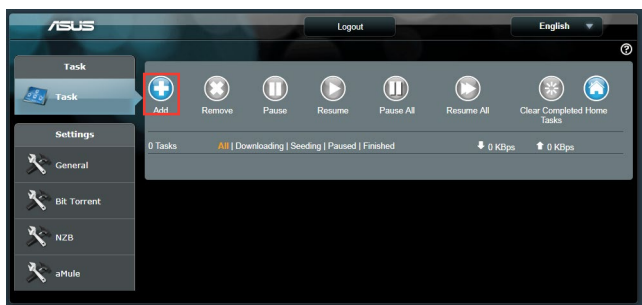 ASUS
Logout
English
Task
Task
Settings
General
Bit Torrent
NZB
aMule
Add
Remove
Pause
Resume
Pause All
Resume All
Clear Completed Tasks
Home
0 Tasks
All | Downloading | Seeding | Paused | Finished
0 KBps
0 KBps